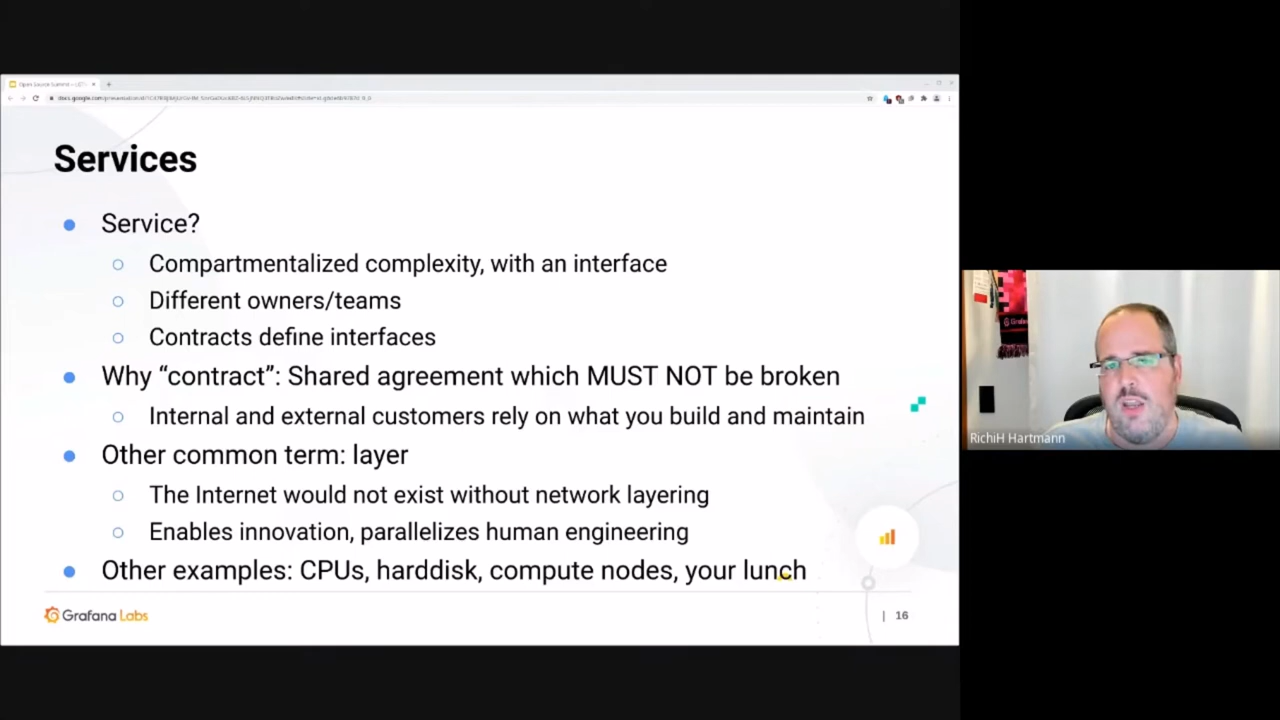 Open Source Summit
Services
Service?
Compartmentalized complexity, with an interface
Different owners/teams
Contracts define interfaces
Why “contract”: Shared agreement which MUST NOT be broken
Internal and external customers rely on what you build and maintain
Other common term: layer
The Internet would not exist without network layering
Enables innovation, parallelizes human engineering
Other examples: CPUs, harddisk, compute nodes, your lunch
Grafana Labs
| 16
RichiH Hartmann